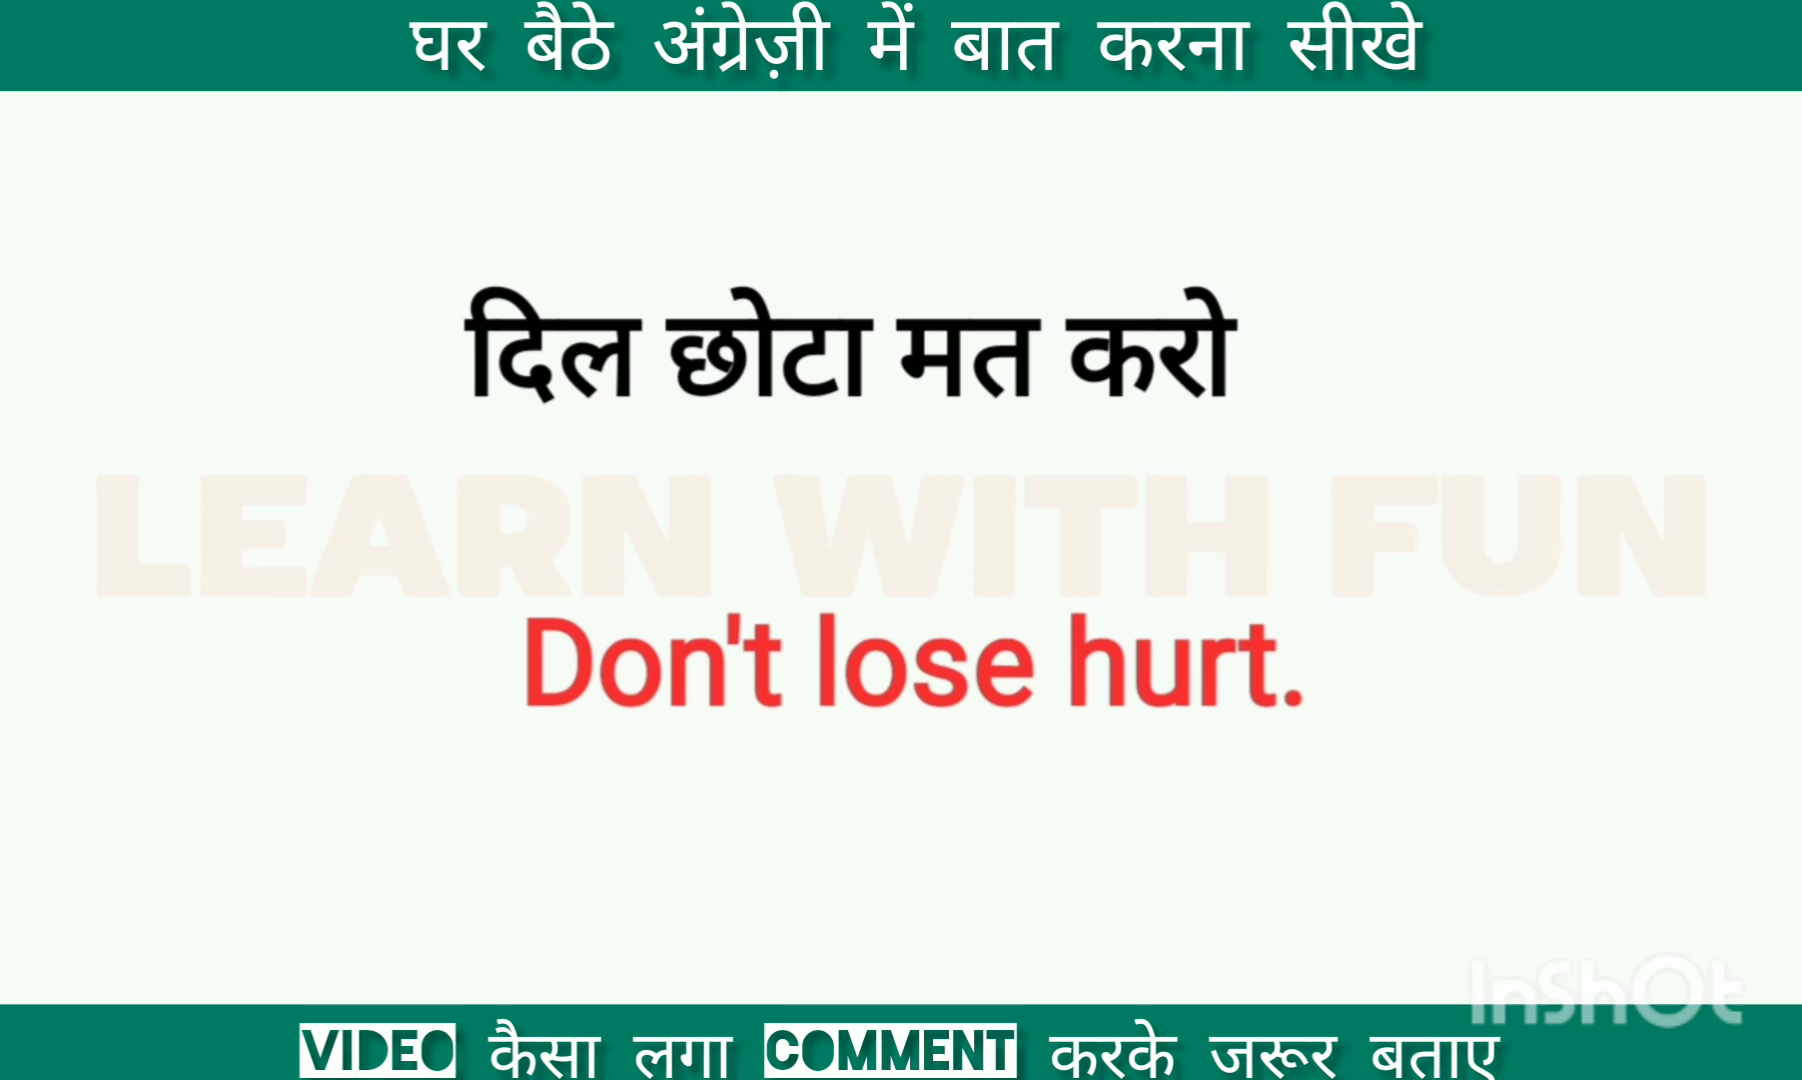 घर बैठे अंग्रेज़ी में बात करना सीखे
दिल छोटा मत करो
LEARN WITH FUN
Don't lose hurt.
InShOt
VIDEO कैसा लगा COMMENT करके जरूर बताए